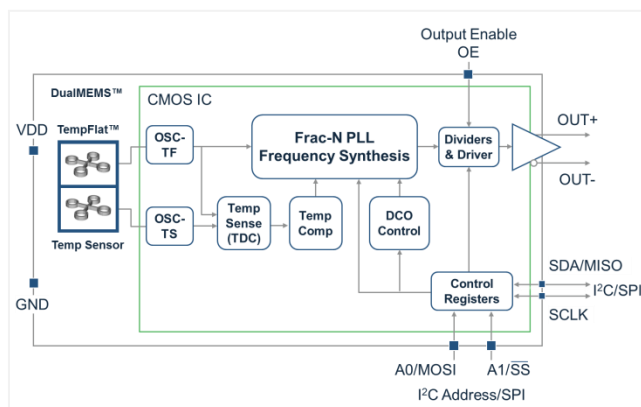 Output Enable
OE
DualMEMS™
CMOS IC
VDD
TempFlat™
OSC-
TF
Frac-N PLL
Frequency Synthesis
Dividers
& Driver
OUT+
OUT-
OSC-
TS
Temp
Sense
(TDC)
Temp
Comp
DCO
Control
Temp Sensor
GND
Control
Registers
SDA/MISO
I²C/SPI
SCLK
A0/MOSI
A1/S̅S̅
I²C Address/SPI